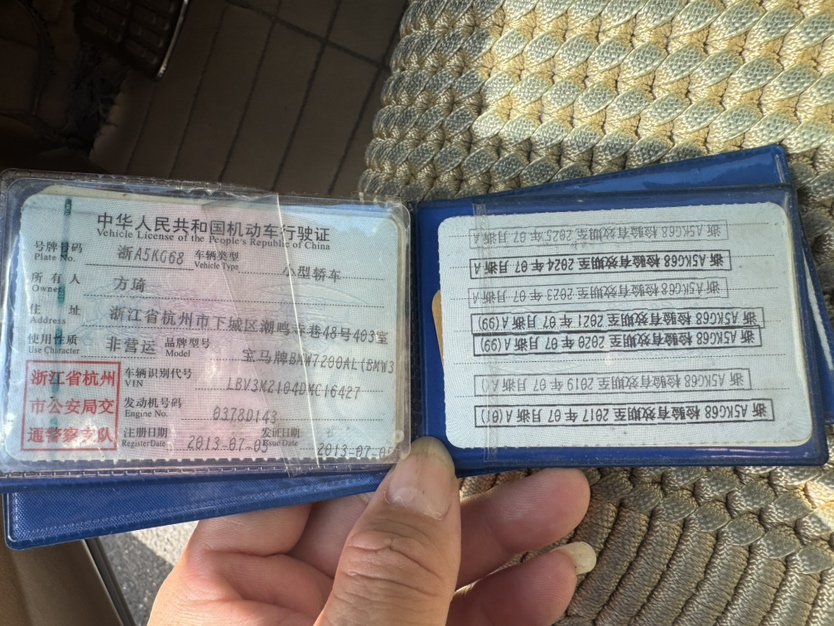 中华人民共和国机动车行驶证
Vehicle License of the People's Republic of China
号牌号码 浙A5KG68 车辆类型 小型轿车
Plate No. Vehicle Type
所有人 方琦
Owner
住址 浙江省杭州市下城区潮鸣寺巷48号403室
Address
使用性质 非营运 品牌型号 宝马牌BMW7200AL(BMW3
Use Character Model
浙江省杭州
市公安局交
通警察支队
车辆识别代号 LBV3M2104DMC16427
VIN
发动机号码 0378D143
Engine No.
注册日期 2013-07-05 发证日期 2013-07-05
Register Date Issue Date
浙A5KG68 检验有效期至 2025年 07月浙A
浙A5KG68 检验有效期至 2024年 07月浙A
浙A5KG68 检验有效期至 2023年 07月浙A
浙A5KG68 检验有效期至 2021年 07月浙A(99)
浙A5KG68 检验有效期至 2020年 07月浙A(99)
浙A5KG68 检验有效期至 2019年 07月浙A()
浙A5KG68 检验有效期至 2017年 07月浙A(01)